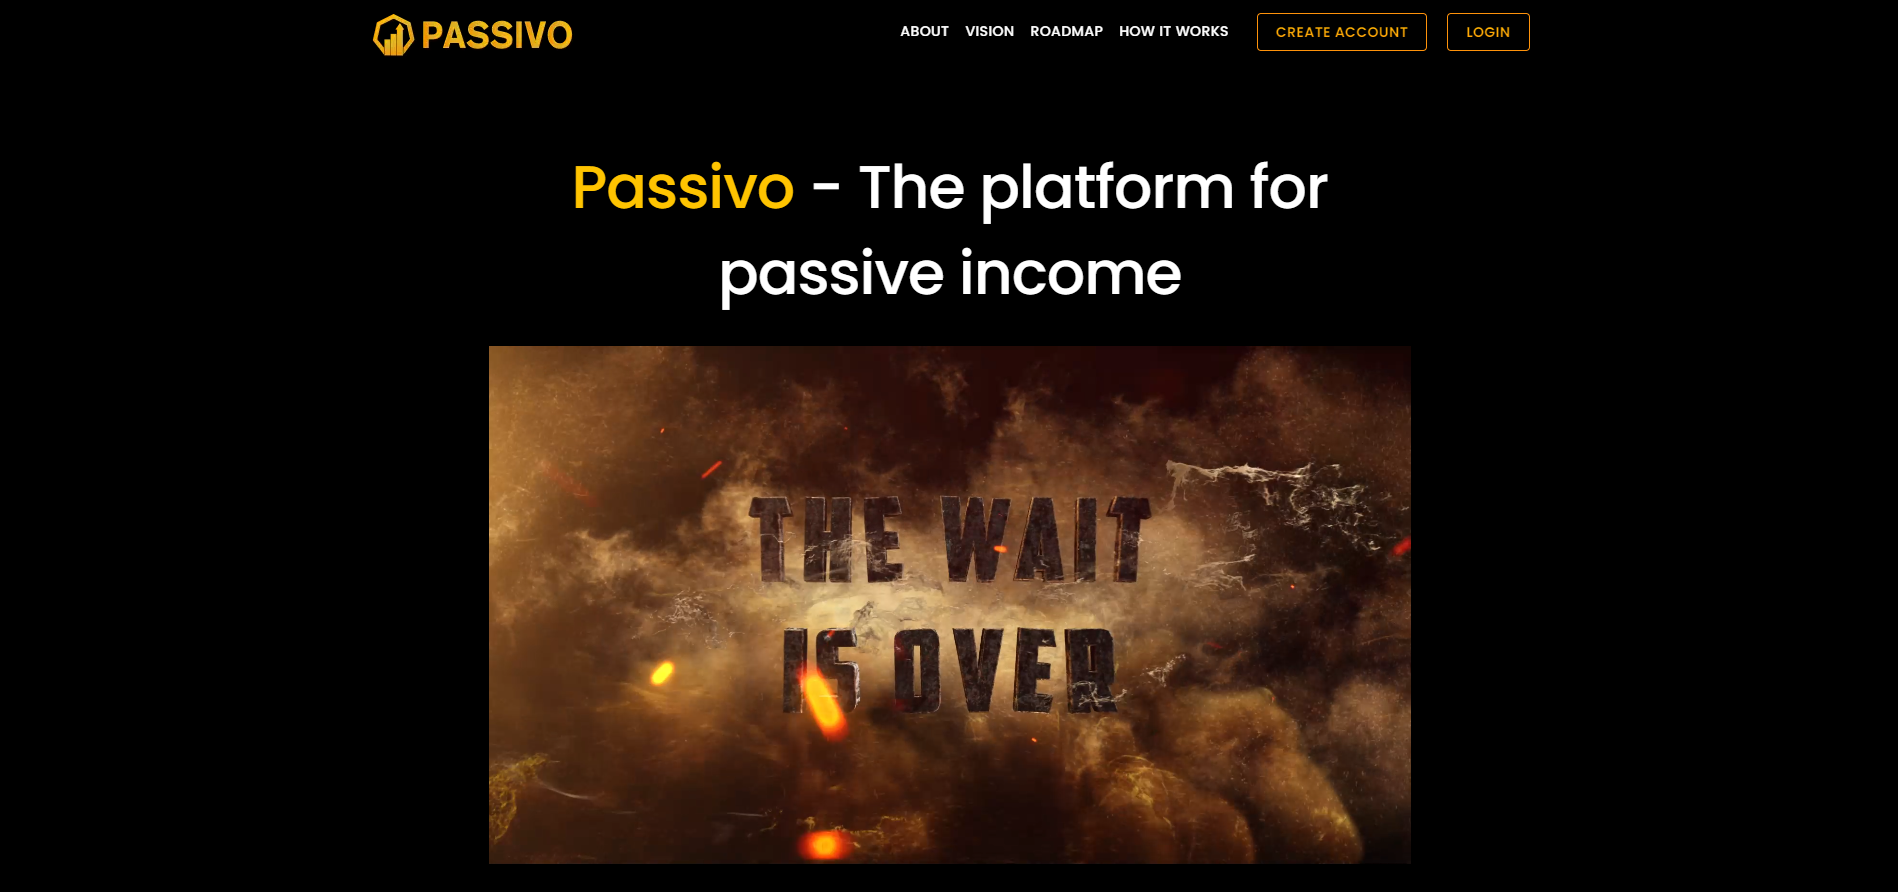 PASSIVO
ABOUT VISION ROADMAP HOW IT WORKS CREATE ACCOUNT LOGIN
Passivo - The platform for
passive income
THE WAIT
IS OVER